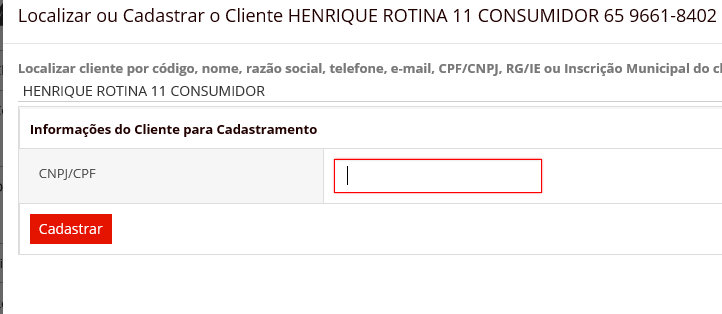 Localizar ou Cadastrar o Cliente HENRIQUE ROTINA 11 CONSUMIDOR 65 9661-8402
Localizar cliente por código, nome, razão social, telefone, e-mail, CPF/CNPJ, RG/IE ou Inscrição Municipal do
HENRIQUE ROTINA 11 CONSUMIDOR
Informações do Cliente para Cadastramento
CNPJ/CPF
Cadastrar